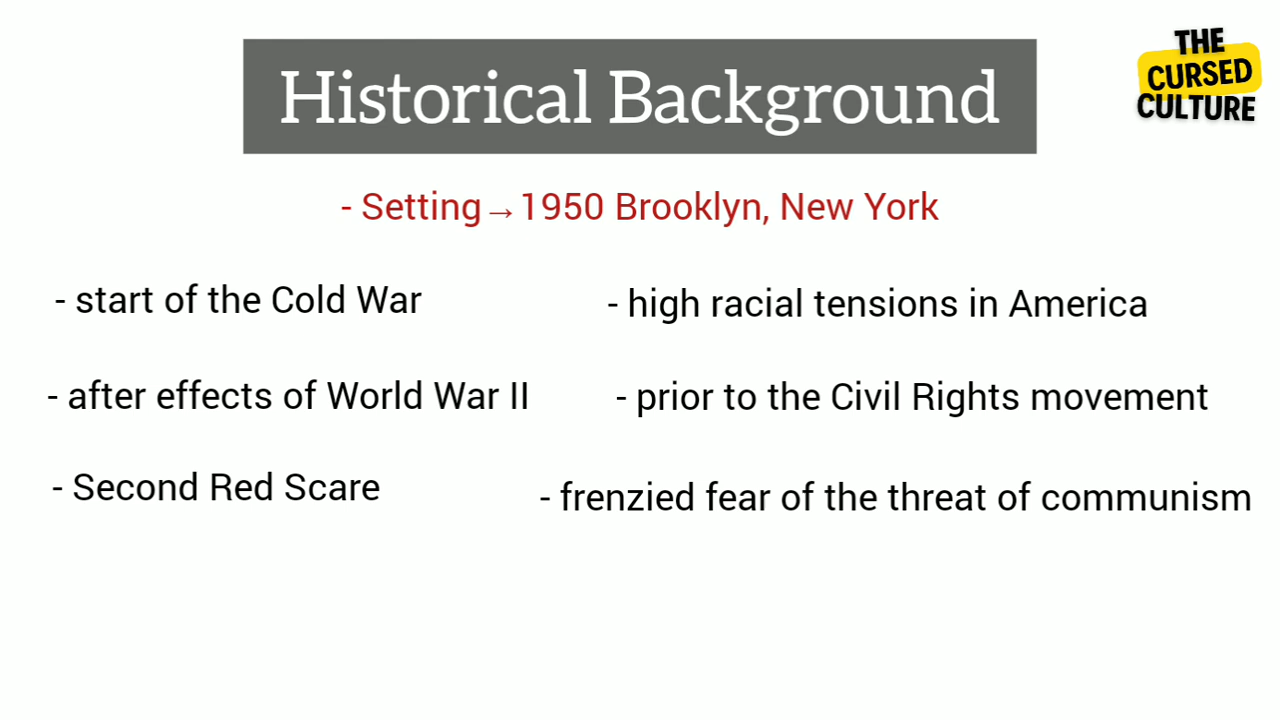 Historical Background
THE
CURSED
CULTURE
- Setting→1950 Brooklyn, New York
- start of the Cold War
- high racial tensions in America
- after effects of World War II
- prior to the Civil Rights movement
- Second Red Scare
- frenzied fear of the threat of communism